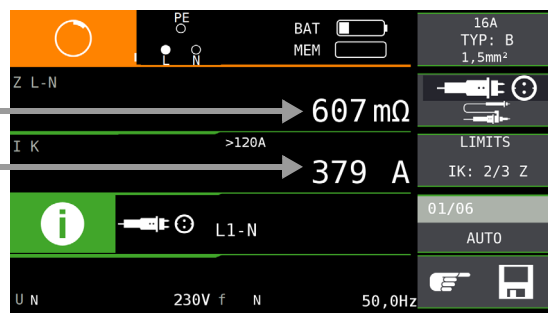 PE
L N
BAT
MEM
16A
TYP: B
1,5mm²
Z L-N
607 mΩ
I K
>120A
379 A
LIMITS
IK: 2/3 Z
i
L1-N
01/06
AUTO
U N 230V f N 50,0Hz